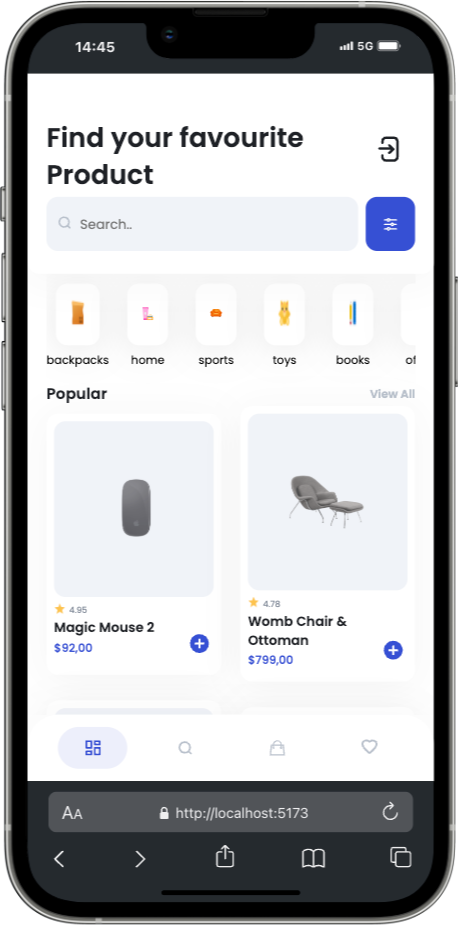 14:45
5G
Find your favourite
Product
Search..
backpacks
home
sports
toys
books
of
Popular
View All
4.95
Magic Mouse 2
$92,00
4.78
Womb Chair &
Ottoman
$799,00
AA
http://localhost:5173